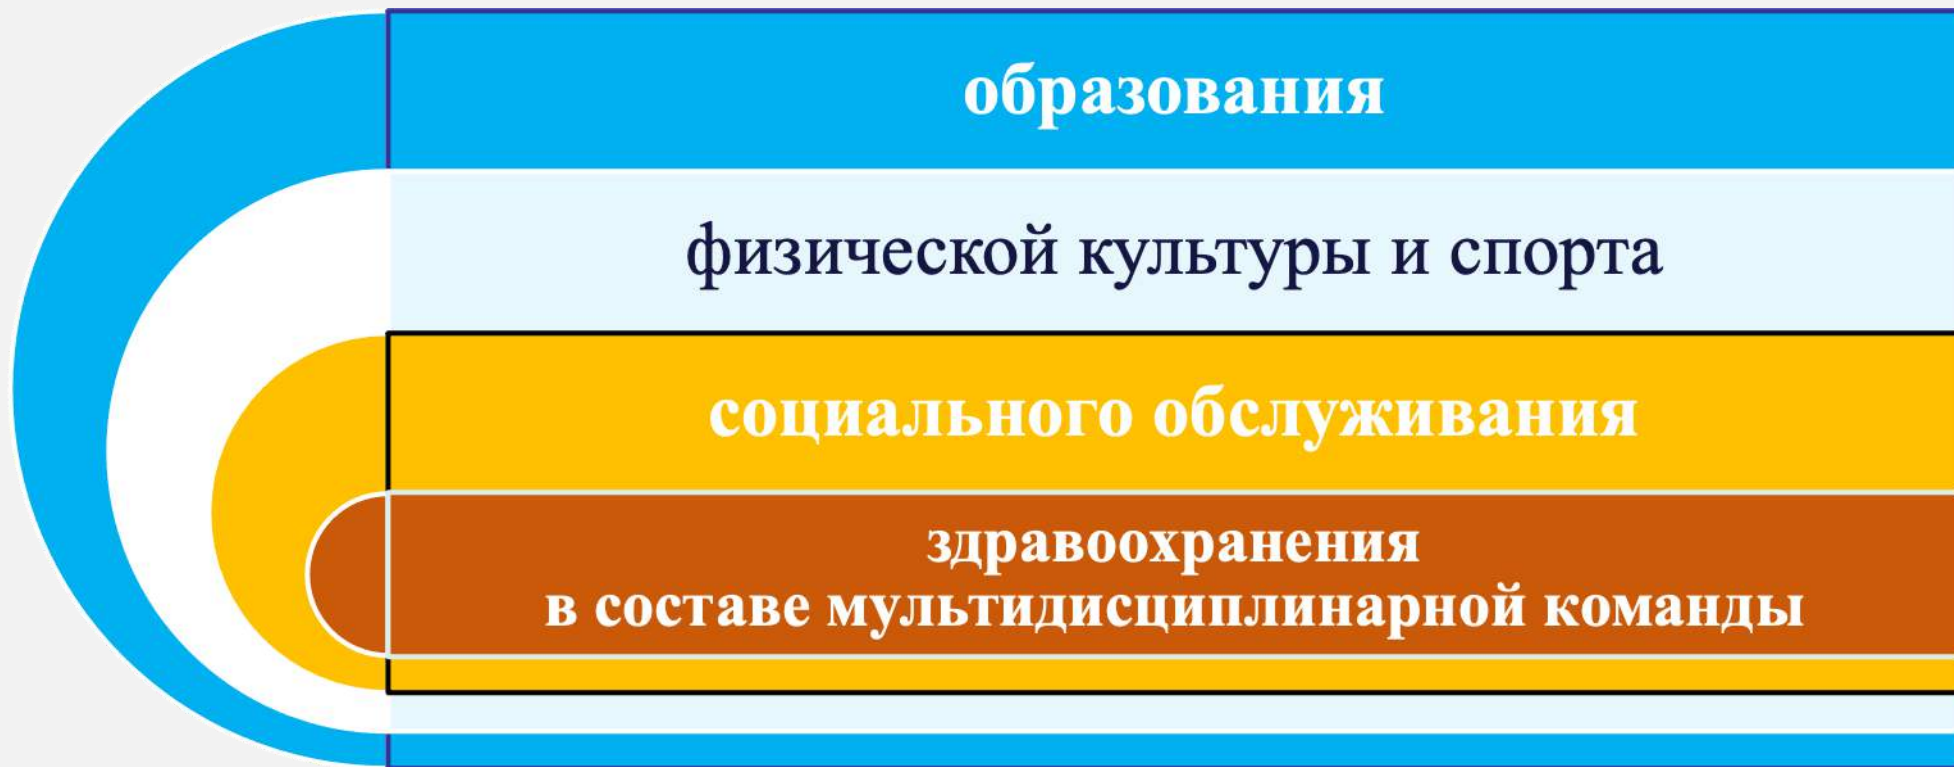 образования
физической культуры и спорта
социального обслуживания
здравоохранения
в составе мультидисциплинарной команды